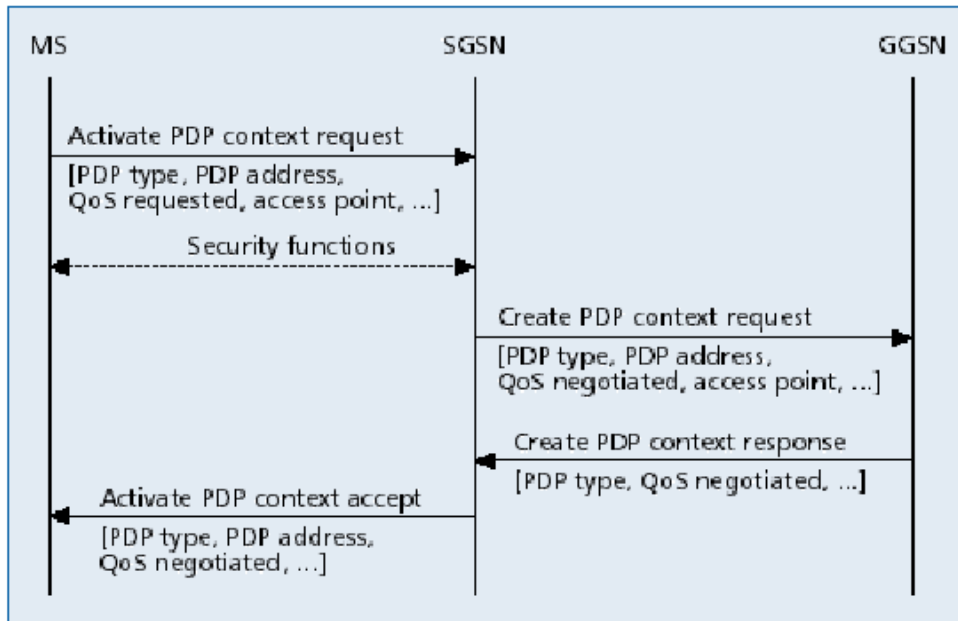 MS SGSN GGSN
Activate PDP context request
[PDP type, PDP address,
QoS requested, access point, ...]
Security functions
Create PDP context request
[PDP type, PDP address,
QoS negotiated, access point, ...]
Create PDP context response
[PDP type, QoS negotiated, ...]
Activate PDP context accept
[PDP type, PDP address,
QoS negotiated, ...]